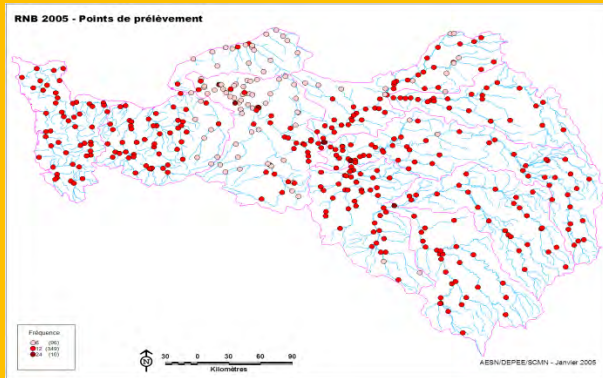 RNB 2005 - Points de prélèvement
Fréquence
6 (96)
12 (349)
24 (10)
N
30 0 30 60 90
Kilomètres
AESN/DEPEE/SCMN - Janvier 2005